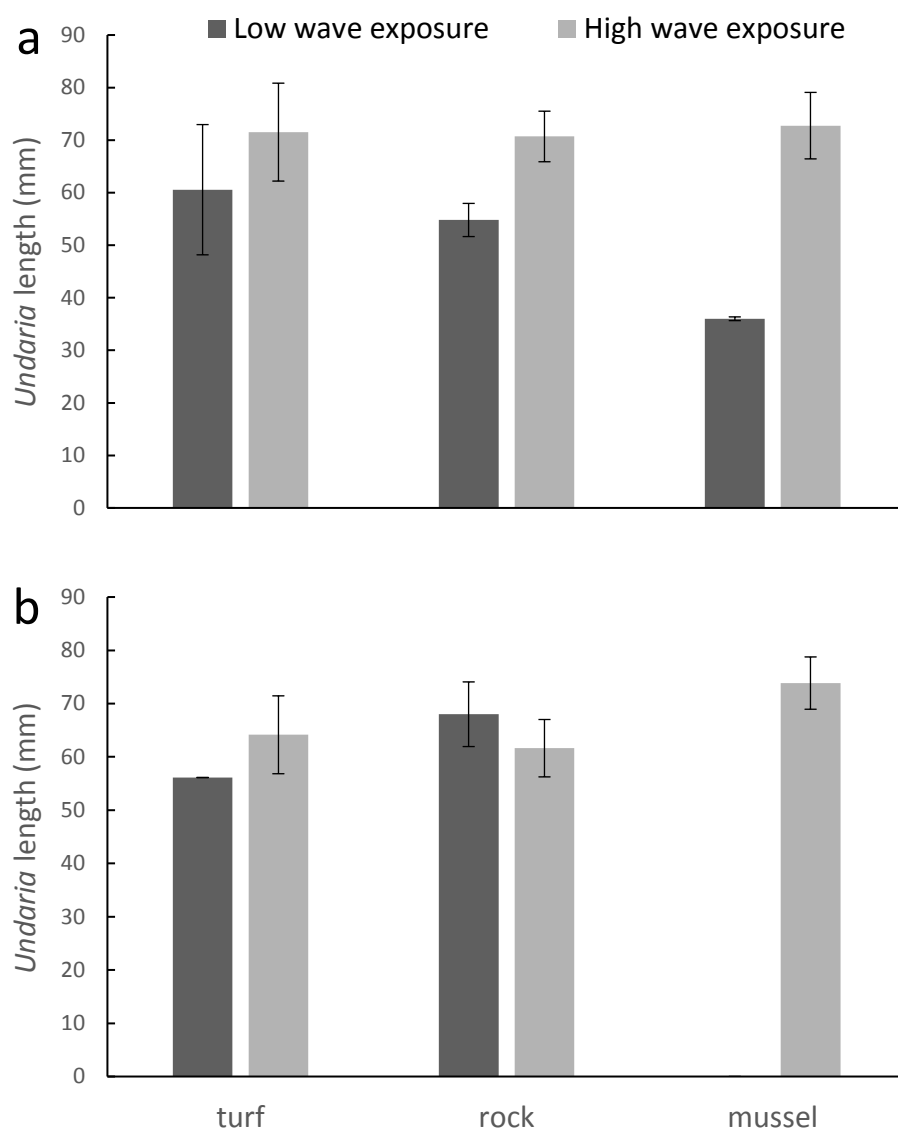 a
Low wave exposure
High wave exposure
Undaria length (mm)
90
80
70
60
50
40
30
20
10
0
b
Undaria length (mm)
90
80
70
60
50
40
30
20
10
0
turf rock mussel